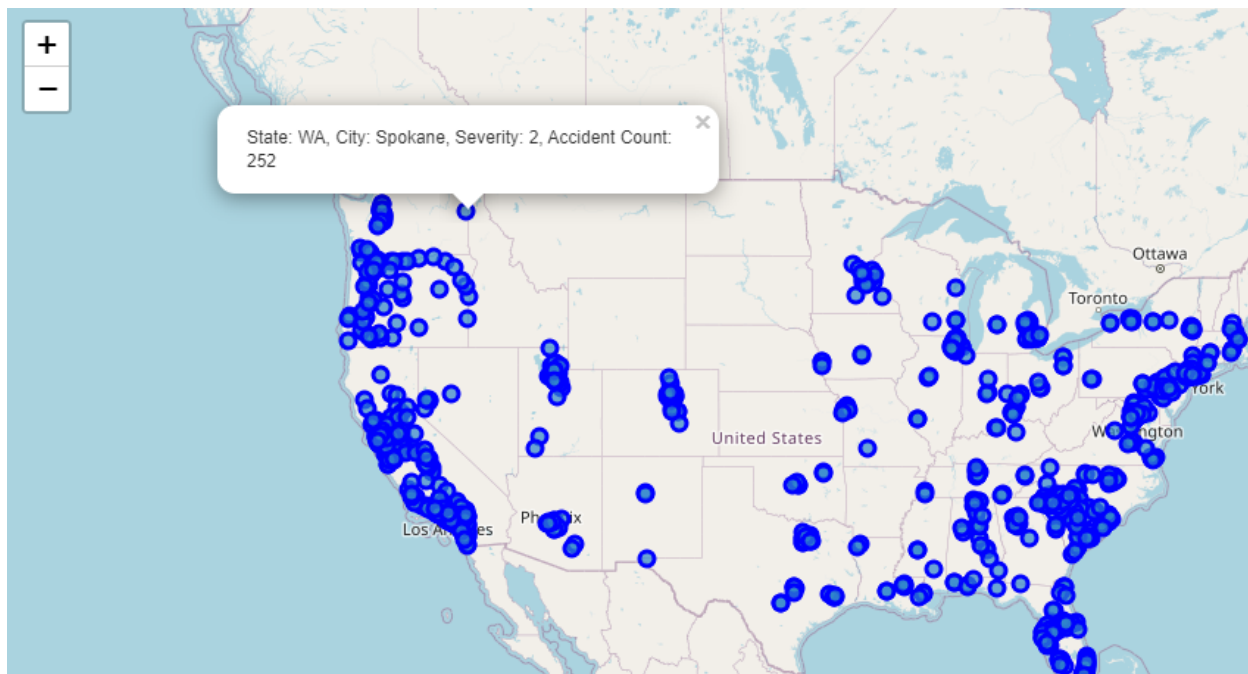 +
−
State: WA, City: Spokane, Severity: 2, Accident Count:
252
×
Ottawa
Toronto
York
Washington
United States
Phoenix
Los Angeles